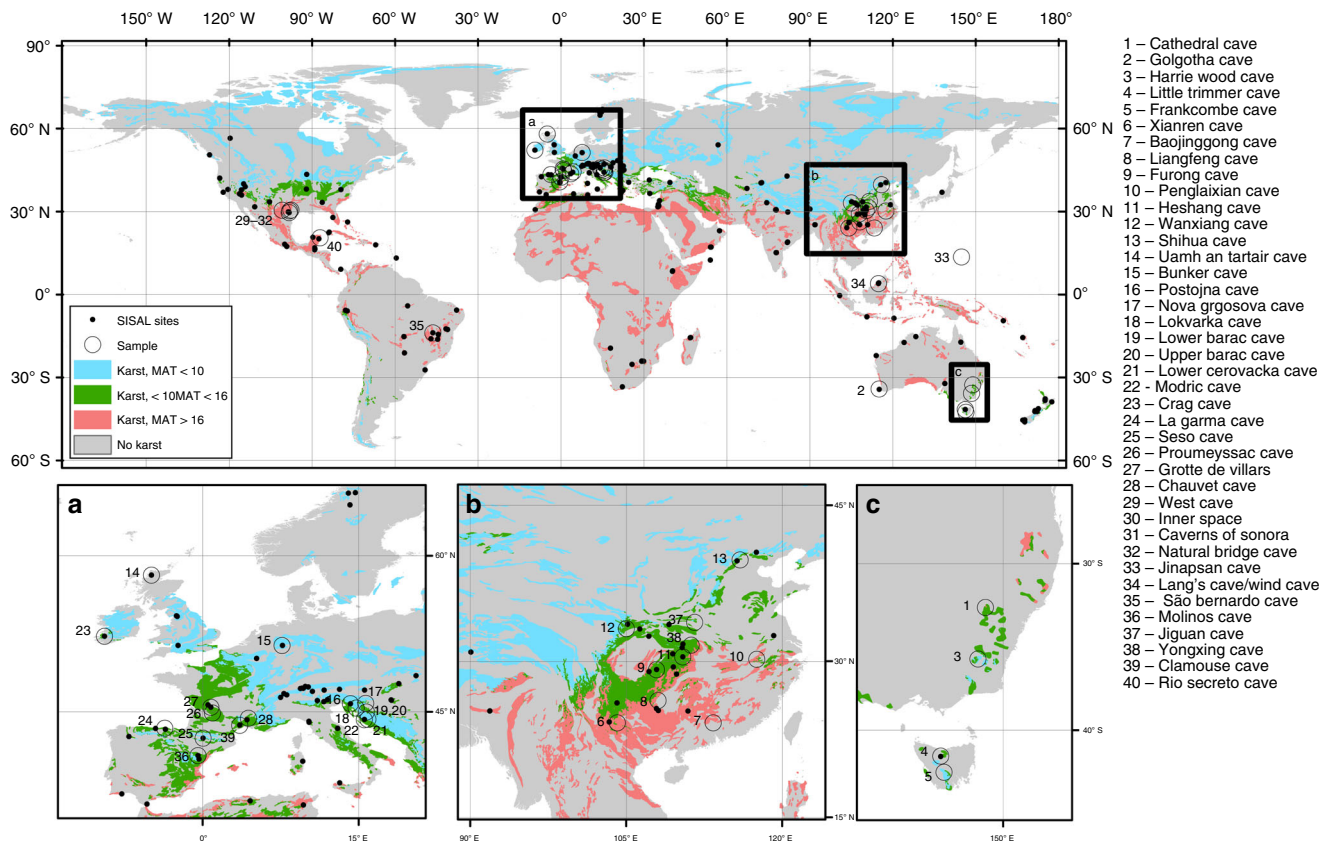 150° 120° 90° 60° 30° 0° 30° 60° 90° 120° 150° 180°
90°
60°
30°
0°
30° S
60° S
60° N
30° N
0°
30° S
60° S
a
b
c
29–32
40
33
34
35
2
SISAL sites
Sample
Karst, MAT < 10
Karst, < 10MAT < 16
Karst, MAT > 16
No karst
1 – Cathedral cave
2 – Golgotha cave
3 – Harrie wood cave
4 – Little trimmer cave
5 – Frankcombe cave
6 – Xianren cave
7 – Baojinggong cave
8 – Liangfeng cave
9 – Furong cave
10 – Penglaixian cave
11 – Heshang cave
12 – Wanxiang cave
13 – Shihua cave
14 – Uamh an tartair cave
15 – Bunker cave
16 – Postojna cave
17 – Nova grgosova cave
18 – Lokvarka cave
19 – Lower barac cave
20 – Upper barac cave
21 – Lower cerovacka cave
22 – Modric cave
23 – Crag cave
24 – La garma cave
25 – Seso cave
26 – Proumeyssac cave
27 – Grotte de villars
28 – Chauvet cave
29 – West cave
30 – Inner space
31 – Caverns of sonora
32 – Natural bridge cave
33 – Jinapsan cave
34 – Lang's cave/wind cave
35 – São bernardo cave
36 – Molinos cave
37 – Jiguan cave
38 – Yongxing cave
39 – Clamouse cave
40 – Rio secreto cave
a
14
23
15
27
26
24
25
39
28
36
16
17
18
19,20
22
21
60° N
45° N
0°
15° E
b
13
12
37
38
11
9
10
8
6
7
45° N
30° N
15° N
90° E
105° E
120° E
c
1
3
4
5
30° S
40° S
150° E